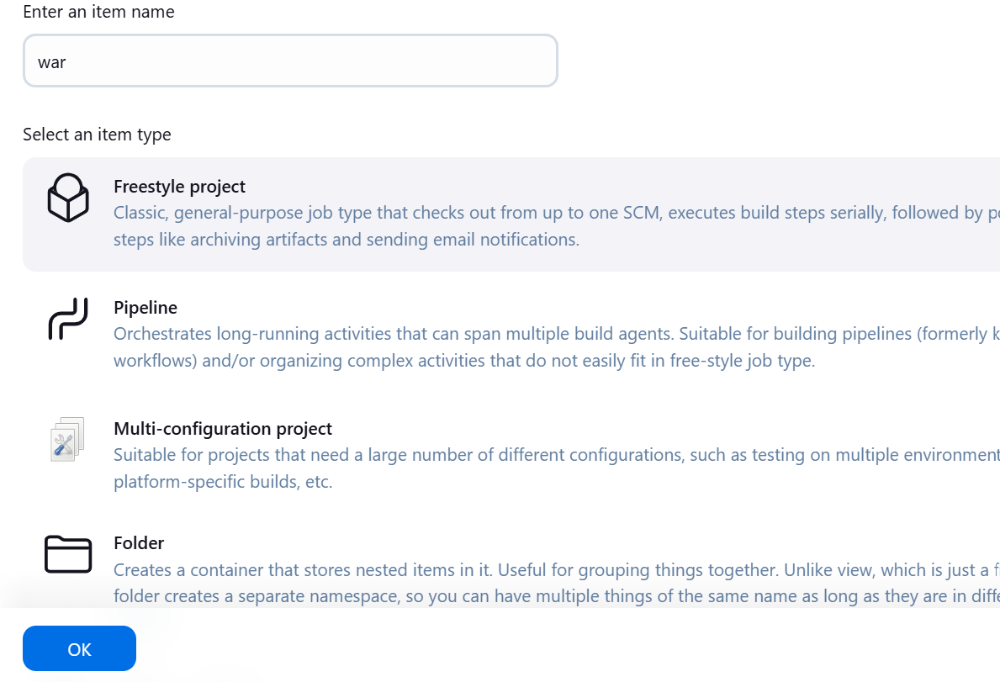 Enter an item name
war
Select an item type
Freestyle project
Classic, general-purpose job type that checks out from up to one SCM, executes build steps serially, followed by
steps like archiving artifacts and sending email notifications.
Pipeline
Orchestrates long-running activities that can span multiple build agents. Suitable for building pipelines (formerly
workflows) and/or organizing complex activities that do not easily fit in free-style job type.
Multi-configuration project
Suitable for projects that need a large number of different configurations, such as testing on multiple environment
platform-specific builds, etc.
Folder
Creates a container that stores nested items in it. Useful for grouping things together. Unlike view, which is just a
folder creates a separate namespace, so you can have multiple things of the same name as long as they are in
OK